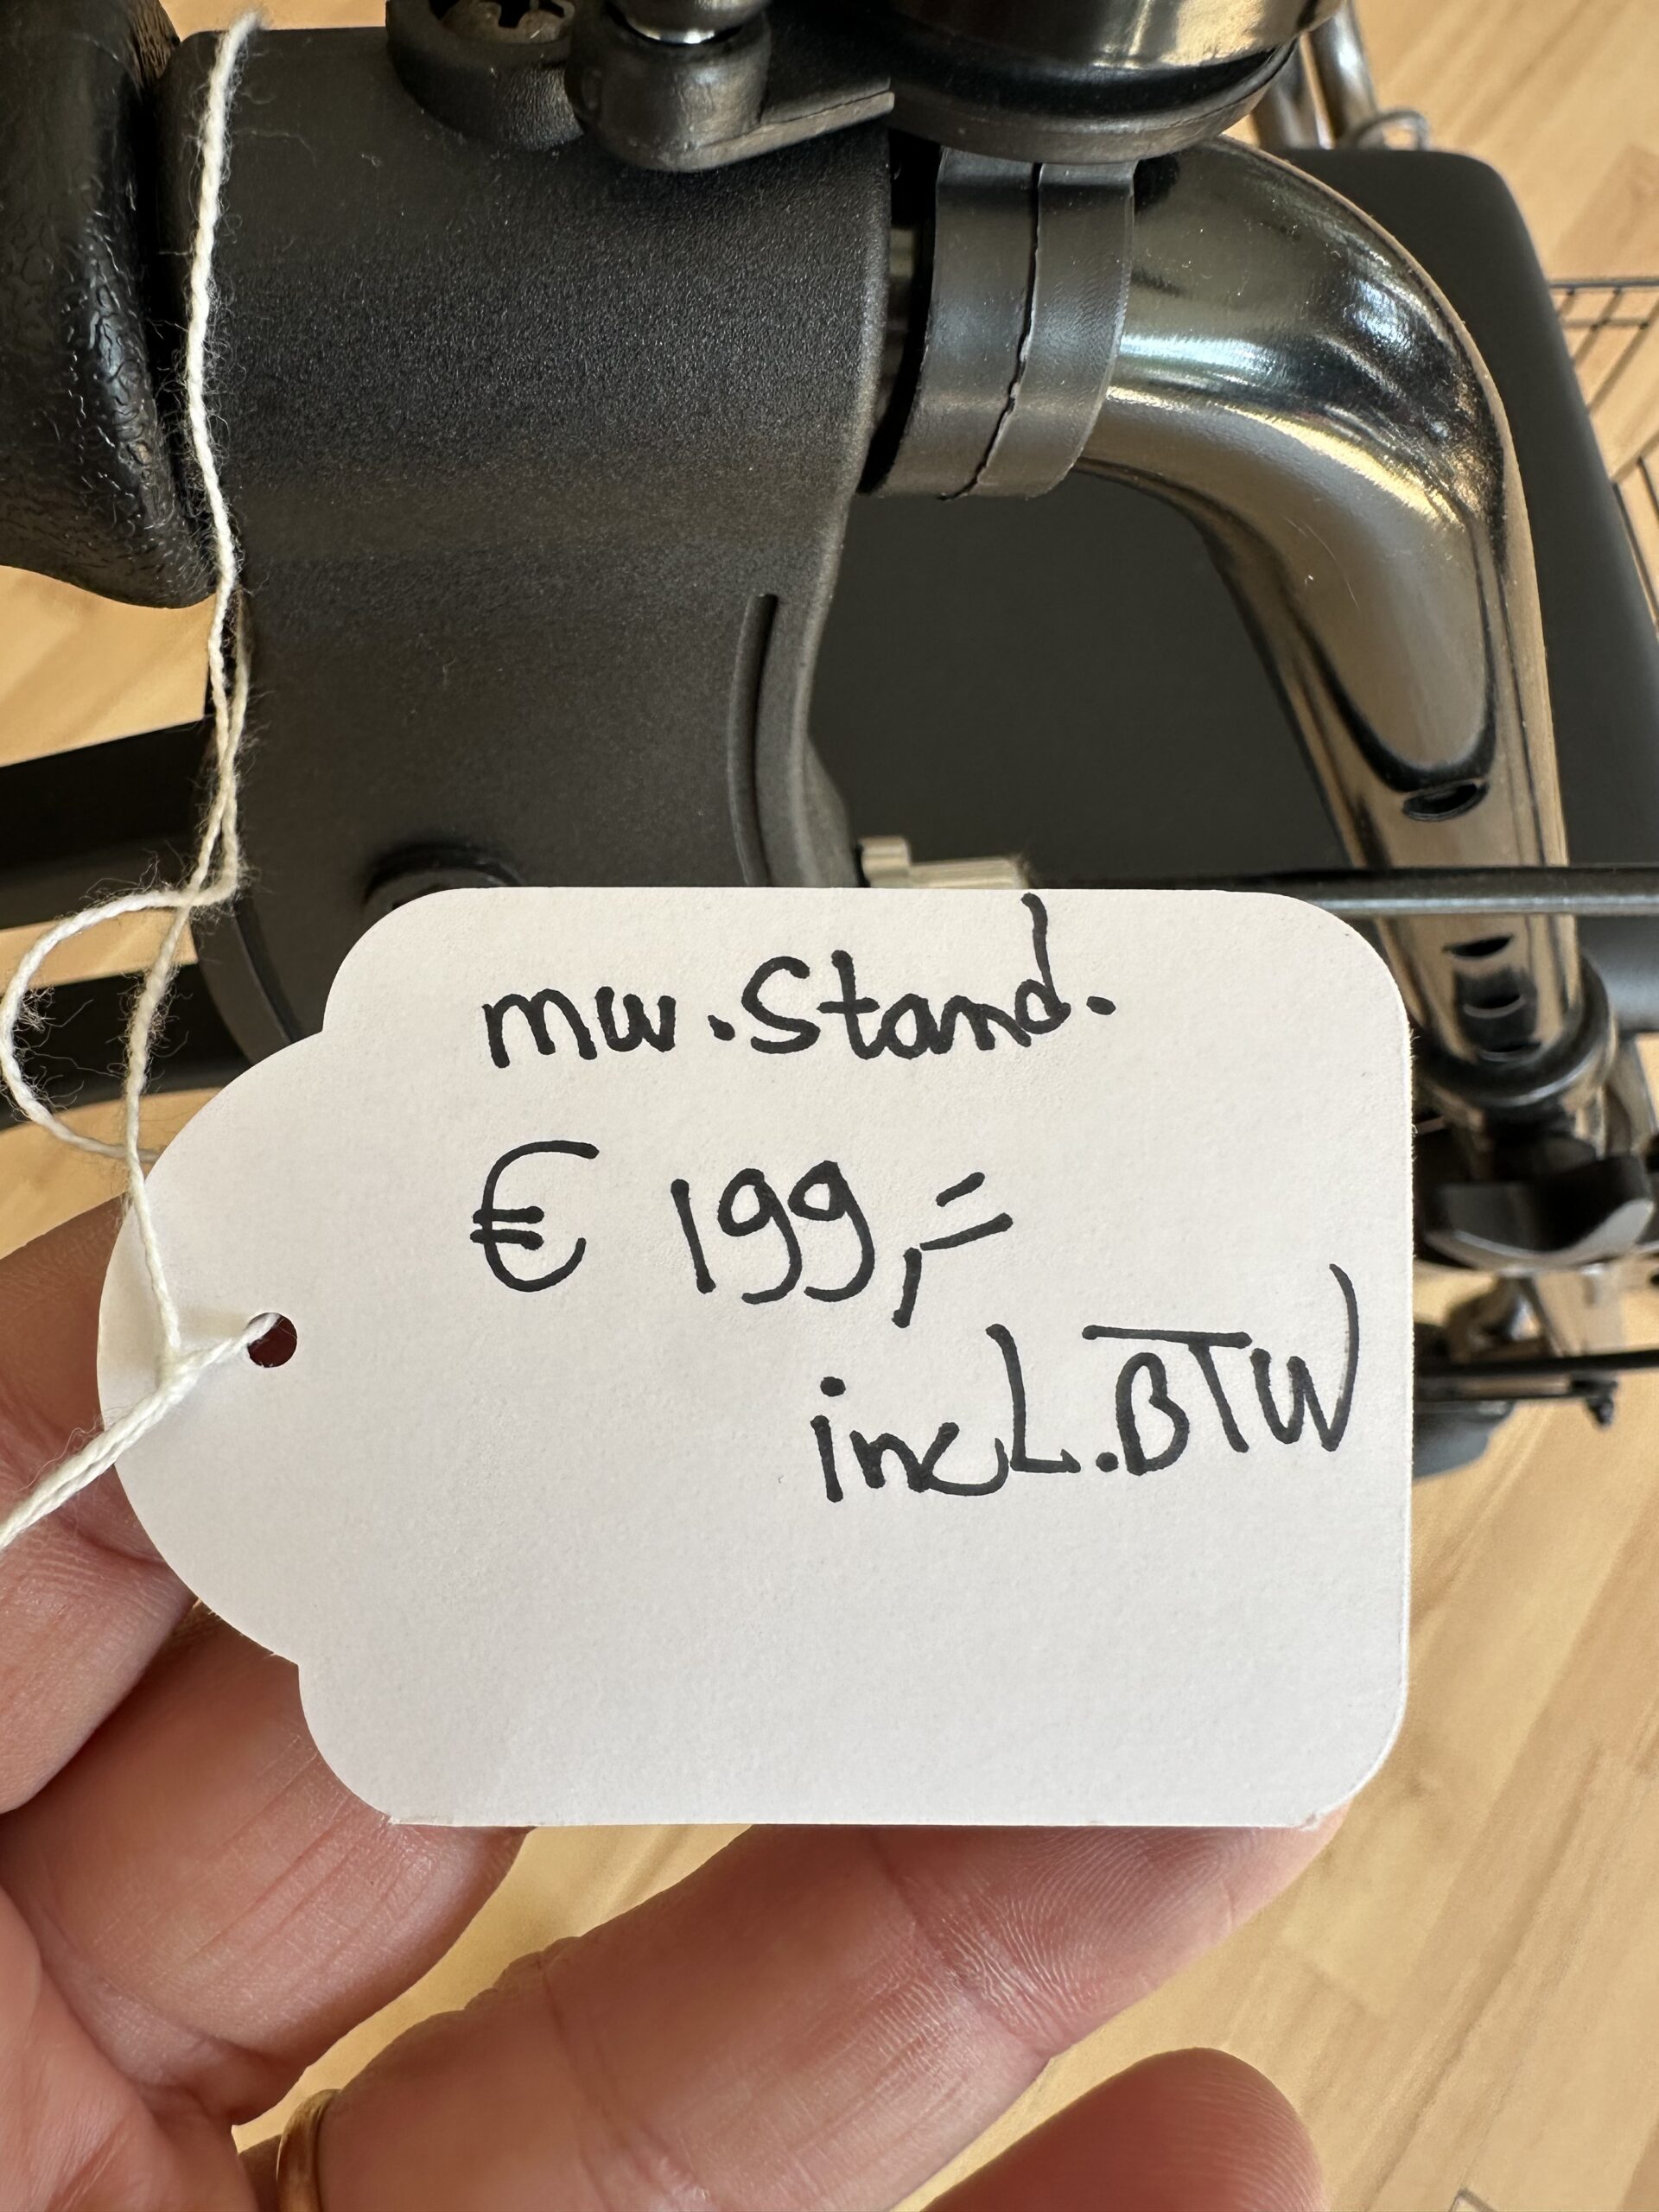 mw. Stand.
€ 199,=
incl. BTW